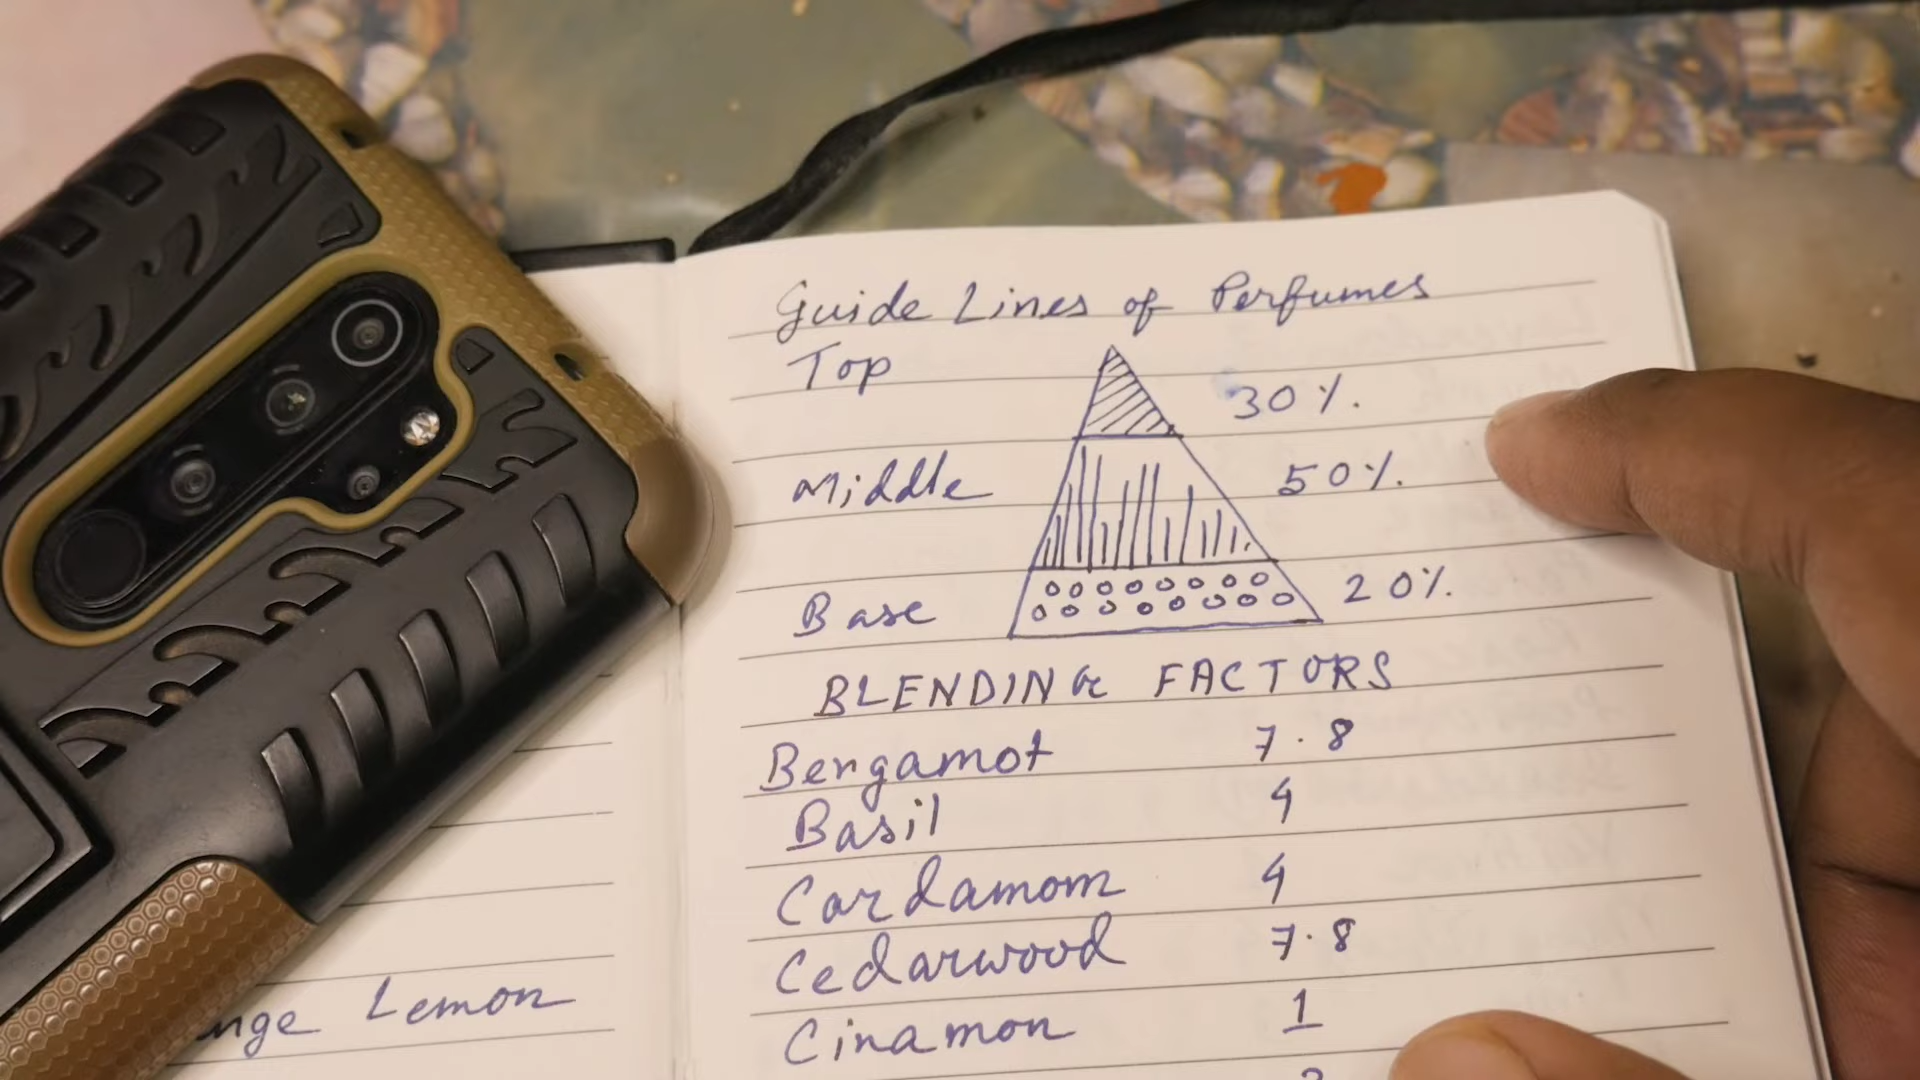 Lemon
Guide Lines of Perfumes
Top 30%.
Middle 50%.
Base 20%.
BLENDING FACTORS
Bergamot 7.8
Basil 4
Cardamom 4
Cedarwood 7.8
Cinamon 1